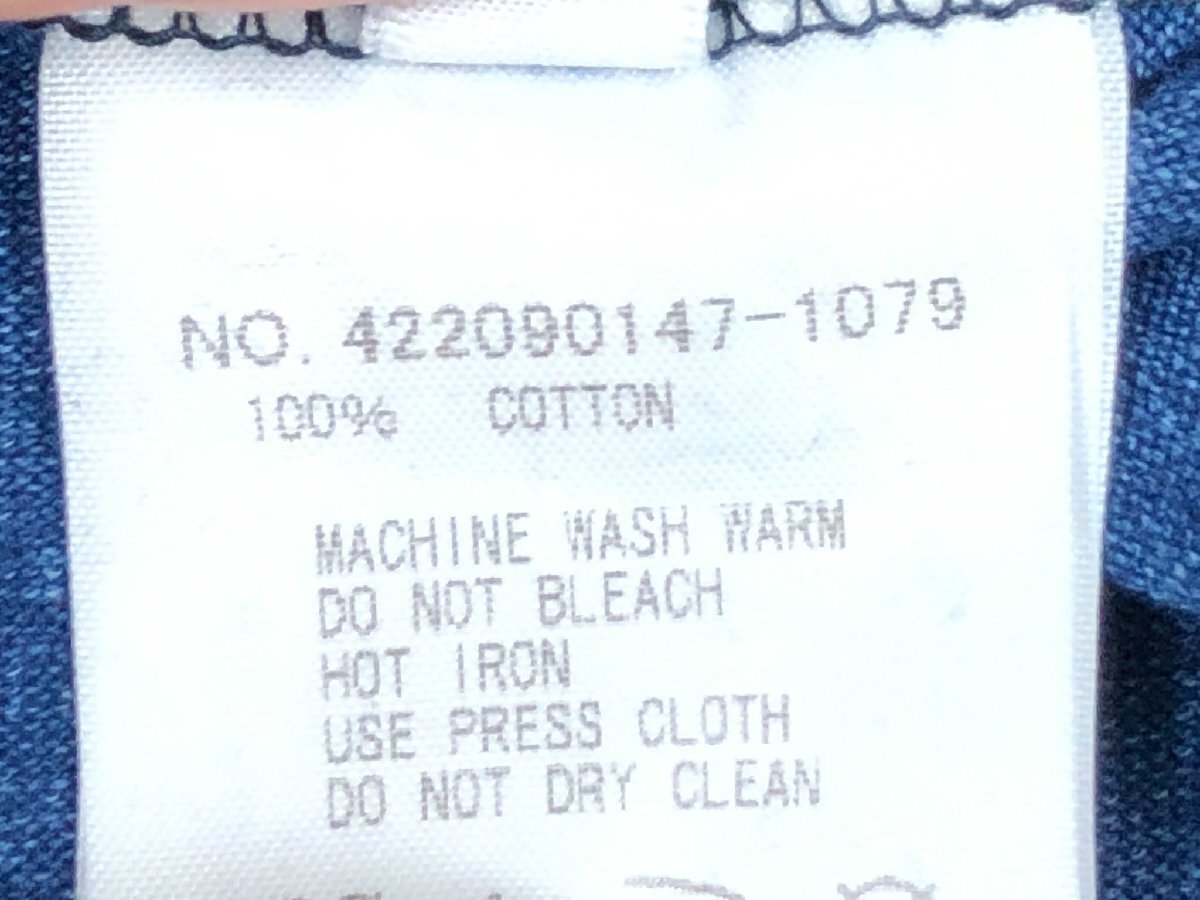 NO. 422090147-1079
100% COTTON
MACHINE WASH WARM
DO NOT BLEACH
HOT IRON
USE PRESS CLOTH
DO NOT DRY CLEAN